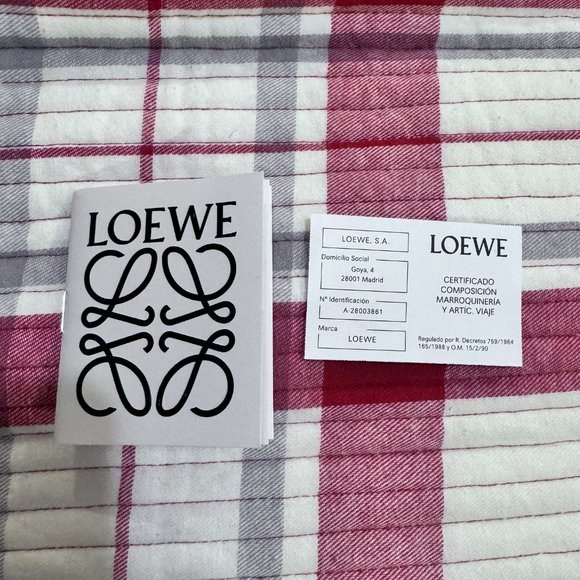 LOEWE
LOEWE, S.A.
Domicilio Social
Goya, 4
28001 Madrid
Nº Identificación
A-28003861
Marca
LOEWE
LOEWE
CERTIFICADO
COMPOSICIÓN
MARROQUINERÍA
Y ARTIC. VIAJE
Regulado por R. Decretos 769/1984
165/1988 y O.M. 15/2/90